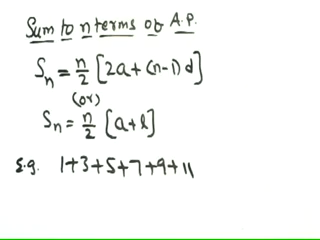 Sum to n terms of A.P.
Sn = n/2 [2a + (n-1) d]
(or)
Sn = n/2 [a + l]
E.g. 1+3+5+7+9+11